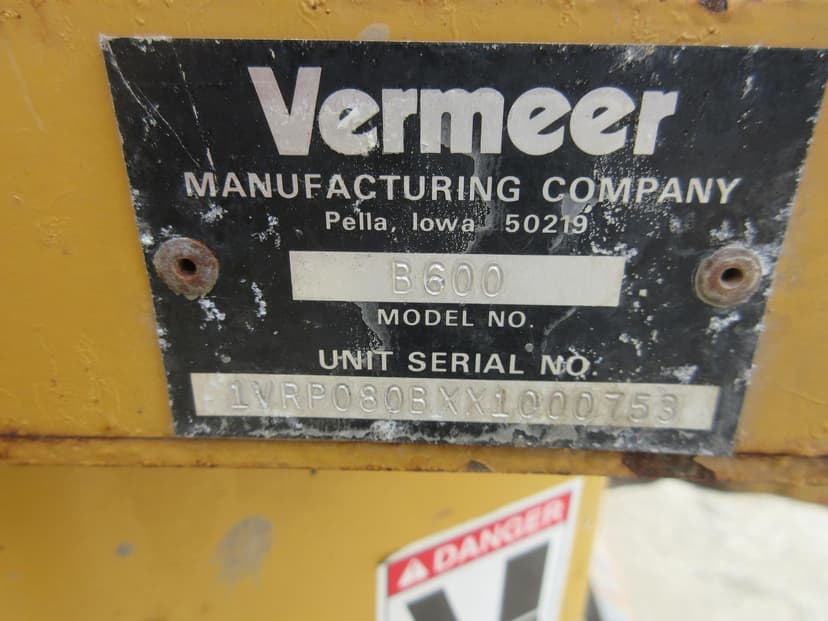 Vermeer
MANUFACTURING COMPANY
Pella, Iowa 50219
B600
MODEL NO.
UNIT SERIAL NO.
1VRP080BXX1000753
DANGER